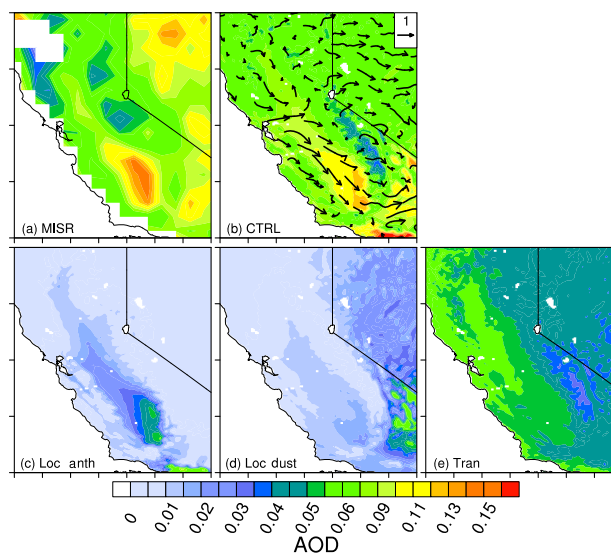 1
(a) MISR
(b) CTRL
(c) Loc anth
(d) Loc dust
(e) Tran
0
0.01
0.02
0.03
0.04
0.05
0.06
0.09
0.11
0.13
0.15
AOD